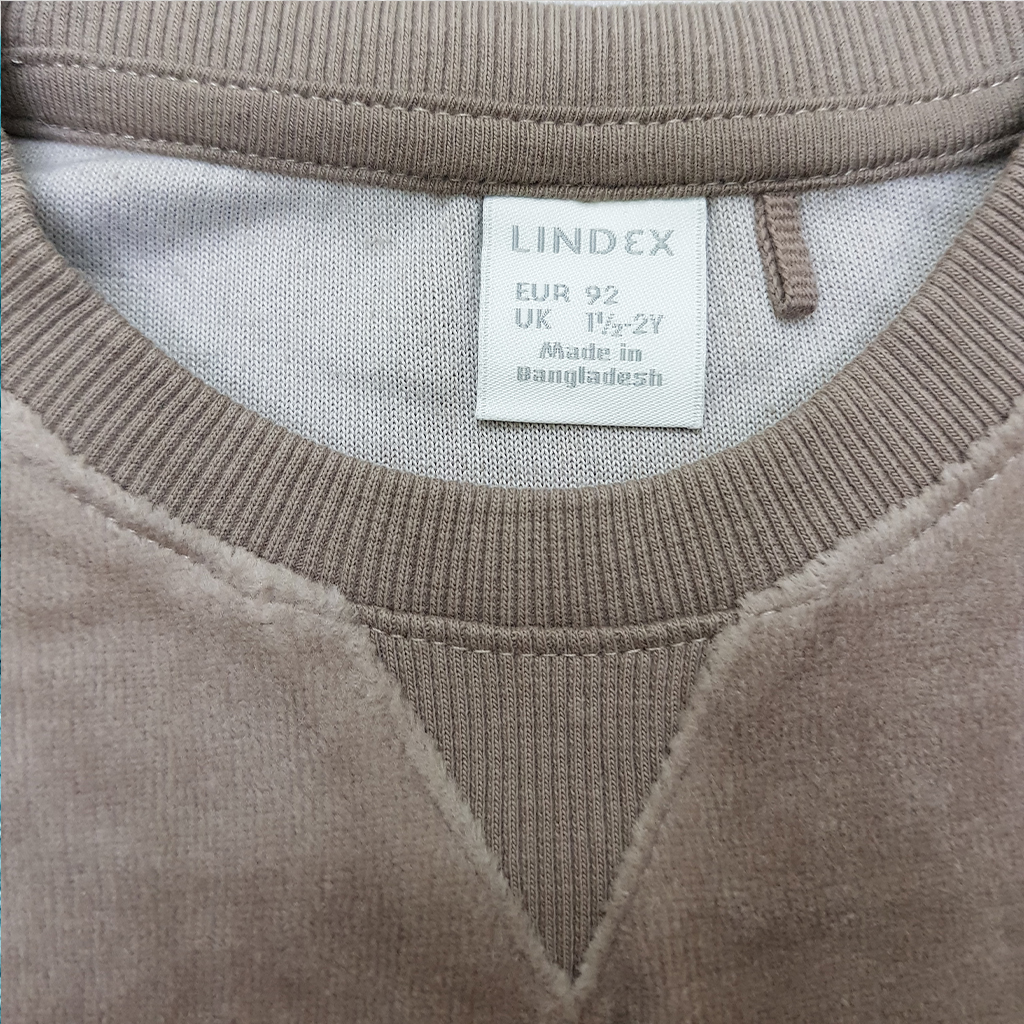 LINDEX
EUR 92
UK 1½-2Y
Made in
Bangladesh